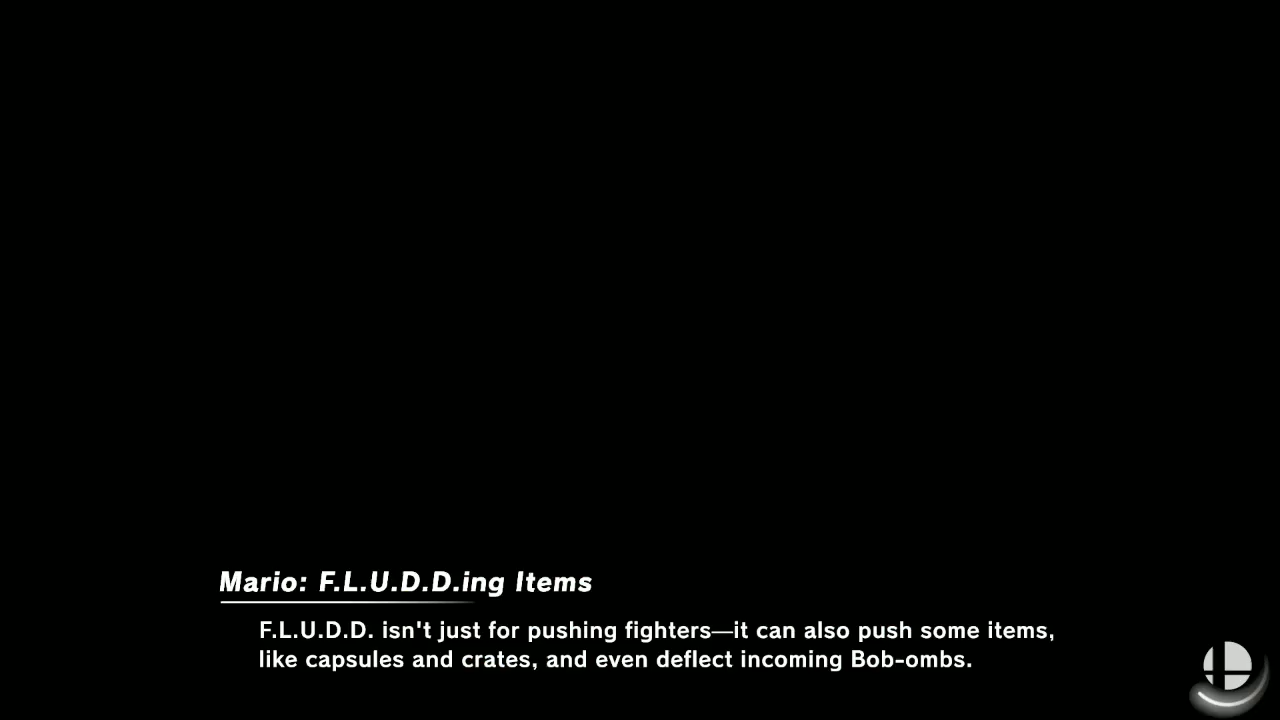 Mario: F.L.U.D.D.ing Items
F.L.U.D.D. isn't just for pushing fighters—it can also push some items,
like capsules and crates, and even deflect incoming Bob-ombs.